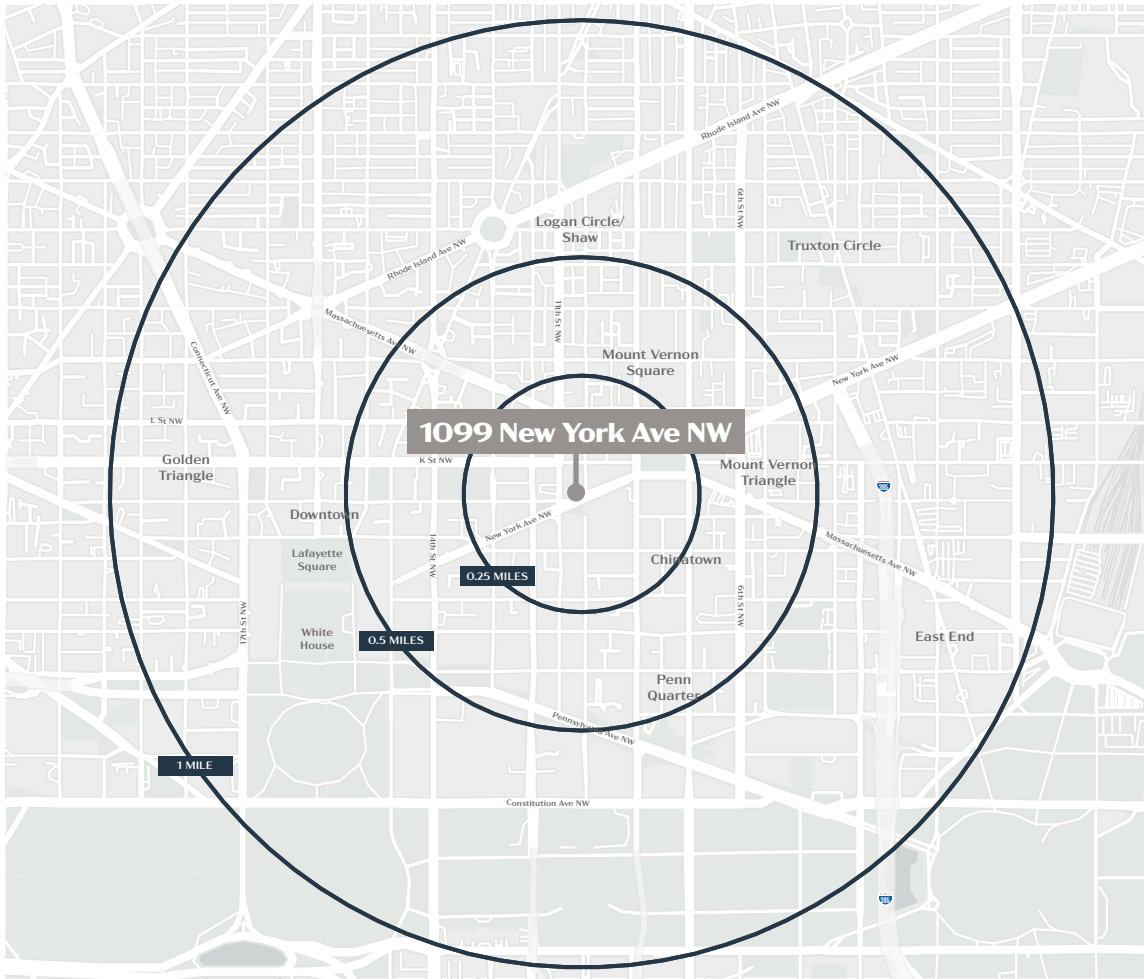 Rhode Island Ave NW
6th St NW
Logan Circle/
Shaw
Truxton Circle
Rhode Island Ave NW
11th St NW
Massachusetts Ave NW
Connecticut Ave NW
Mount Vernon
Square
New York Ave NW
L St NW
1099 New York Ave NW
K St NW
Golden
Triangle
Mount Vernon
Triangle
Downtown
New York Ave NW
14th St NW
Massachusetts Ave NW
Lafayette
Square
Chinatown
0.25 MILES
6th St NW
17th St NW
White
House
0.5 MILES
East End
Penn
Quarter
Pennsylvania Ave NW
1 MILE
Constitution Ave NW